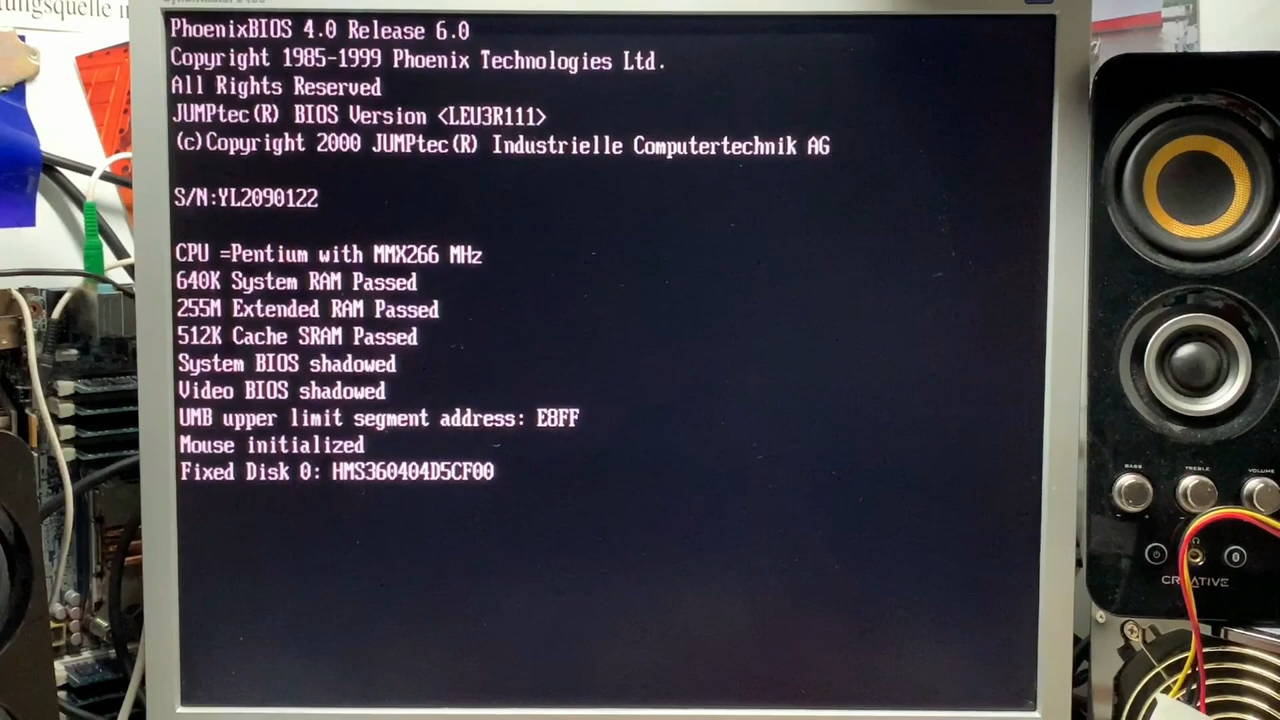 PhoenixBIOS 4.0 Release 6.0
Copyright 1985-1999 Phoenix Technologies Ltd.
All Rights Reserved
JUMPtec(R) BIOS Version <LEU3R111>
(c)Copyright 2000 JUMPtec(R) Industrielle Computertechnik AG
S/N:YL2090122
CPU =Pentium with MMX266 MHz
640K System RAM Passed
255M Extended RAM Passed
512K Cache SRAM Passed
System BIOS shadowed
Video BIOS shadowed
UMB upper limit segment address: E8FF
Mouse initialized
Fixed Disk 0: HMS360404D5CF00
BASS TREBLE VOLUME
CREATIVE